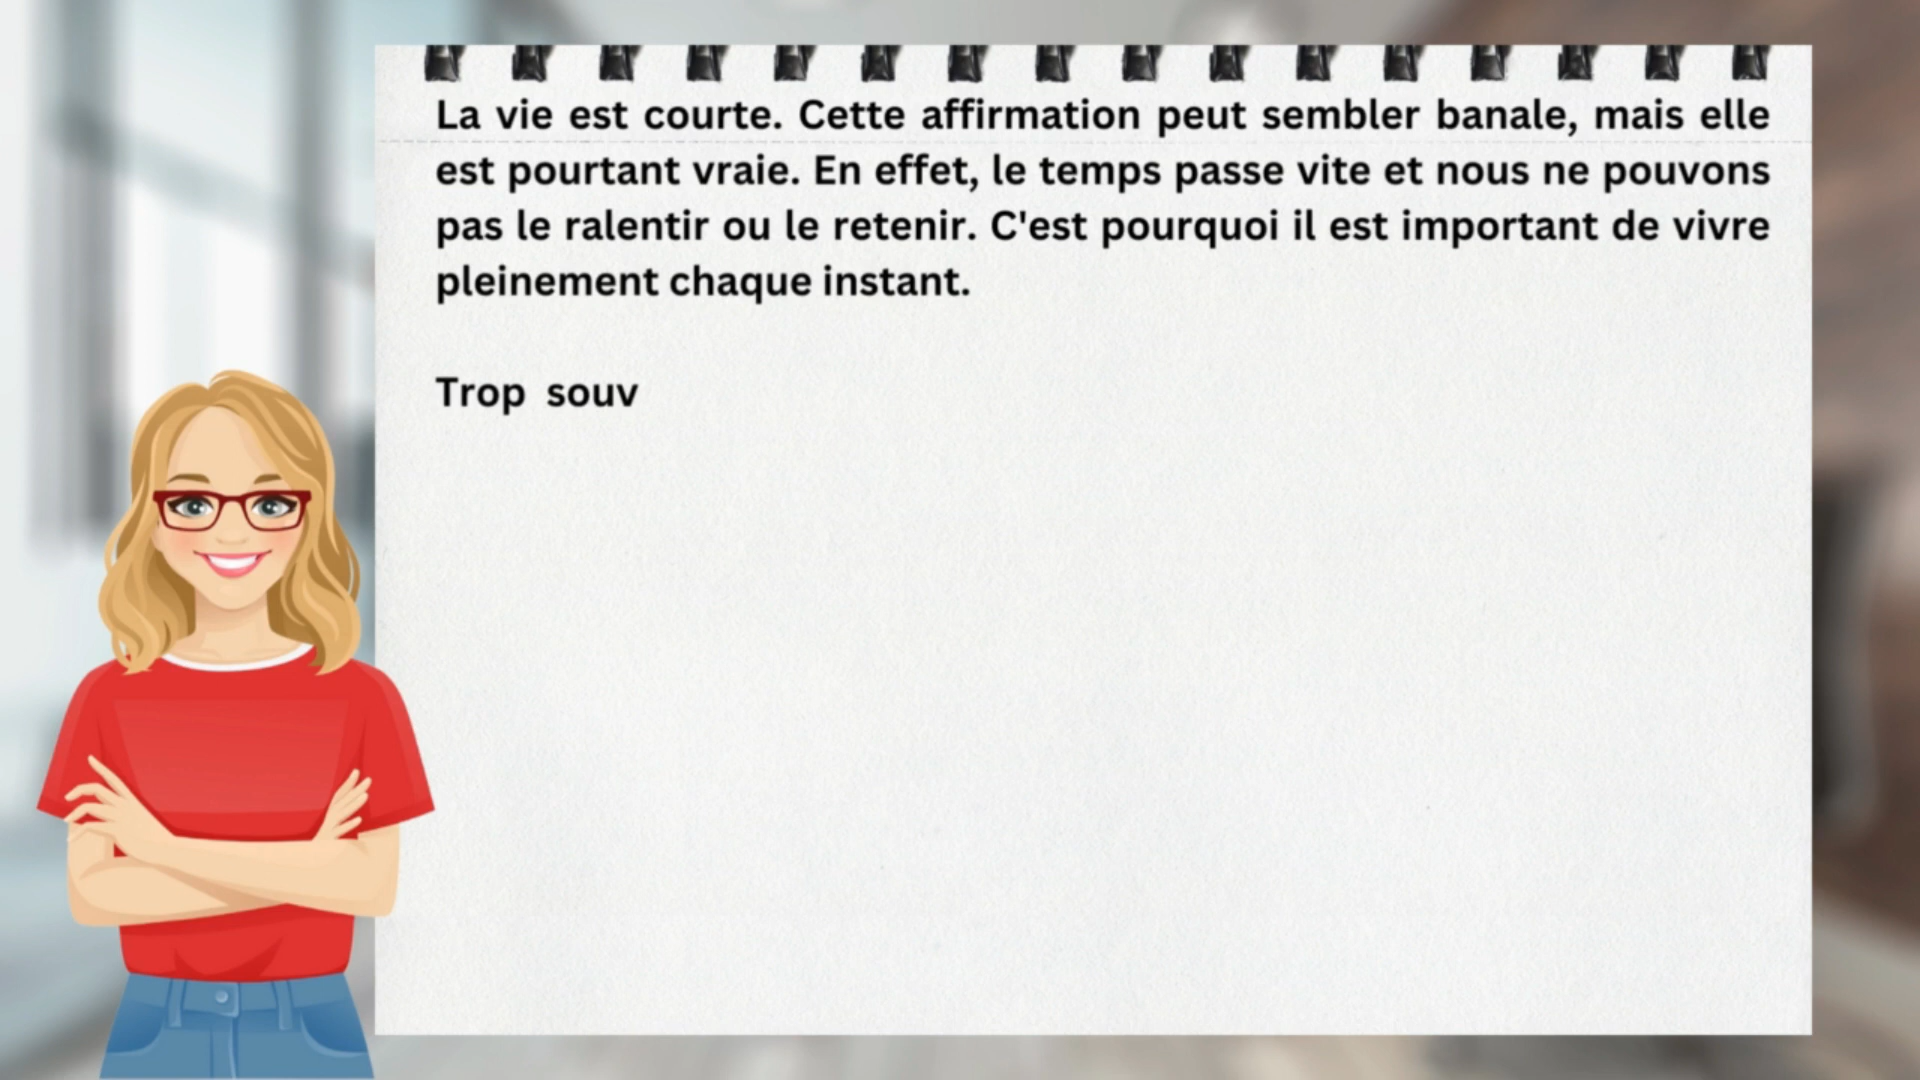 La vie est courte. Cette affirmation peut sembler banale, mais elle
est pourtant vraie. En effet, le temps passe vite et nous ne pouvons
pas le ralentir ou le retenir. C'est pourquoi il est important de vivre
pleinement chaque instant.
Trop souv